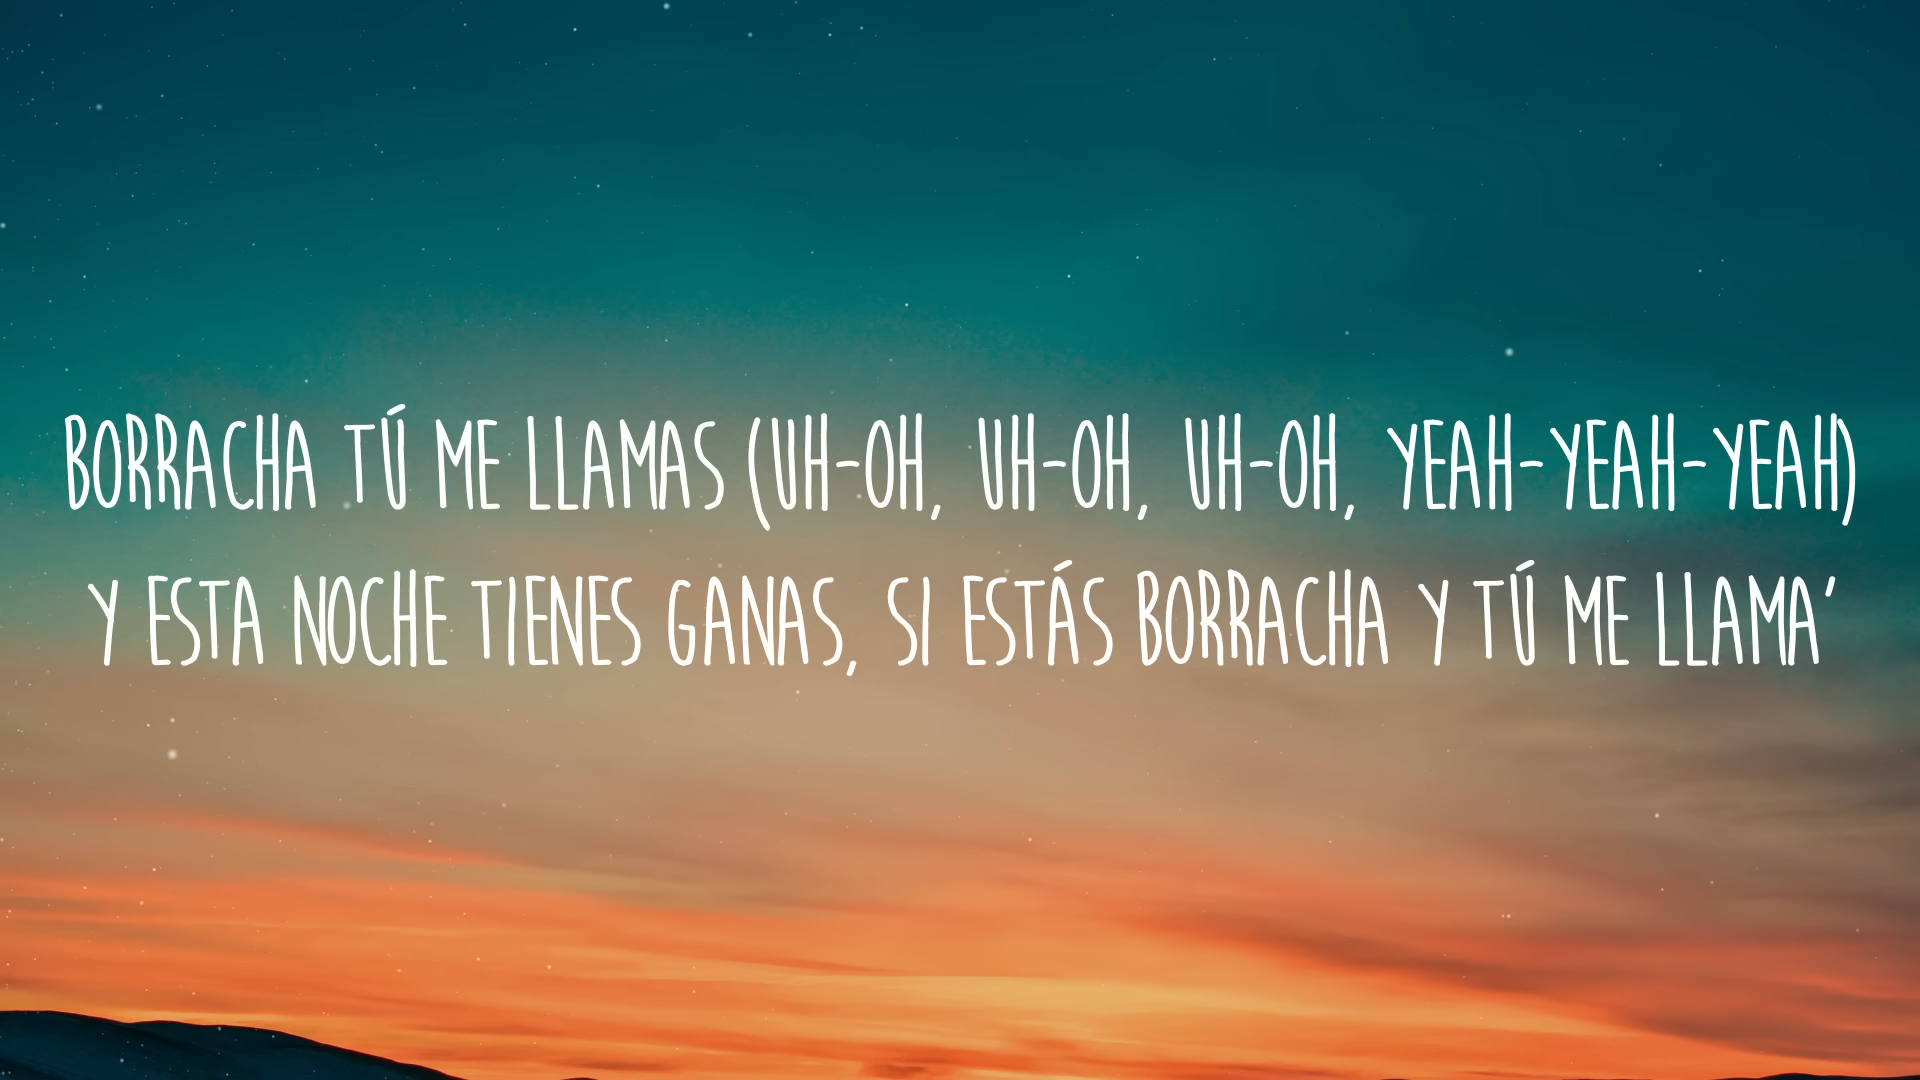 BORRACHA TÚ ME LLAMAS (UH-OH, UH-OH, UH-OH, YEAH-YEAH-YEAH)
Y ESTA NOCHE TIENES GANAS, SI ESTÁS BORRACHA Y TÚ ME LLAMA'